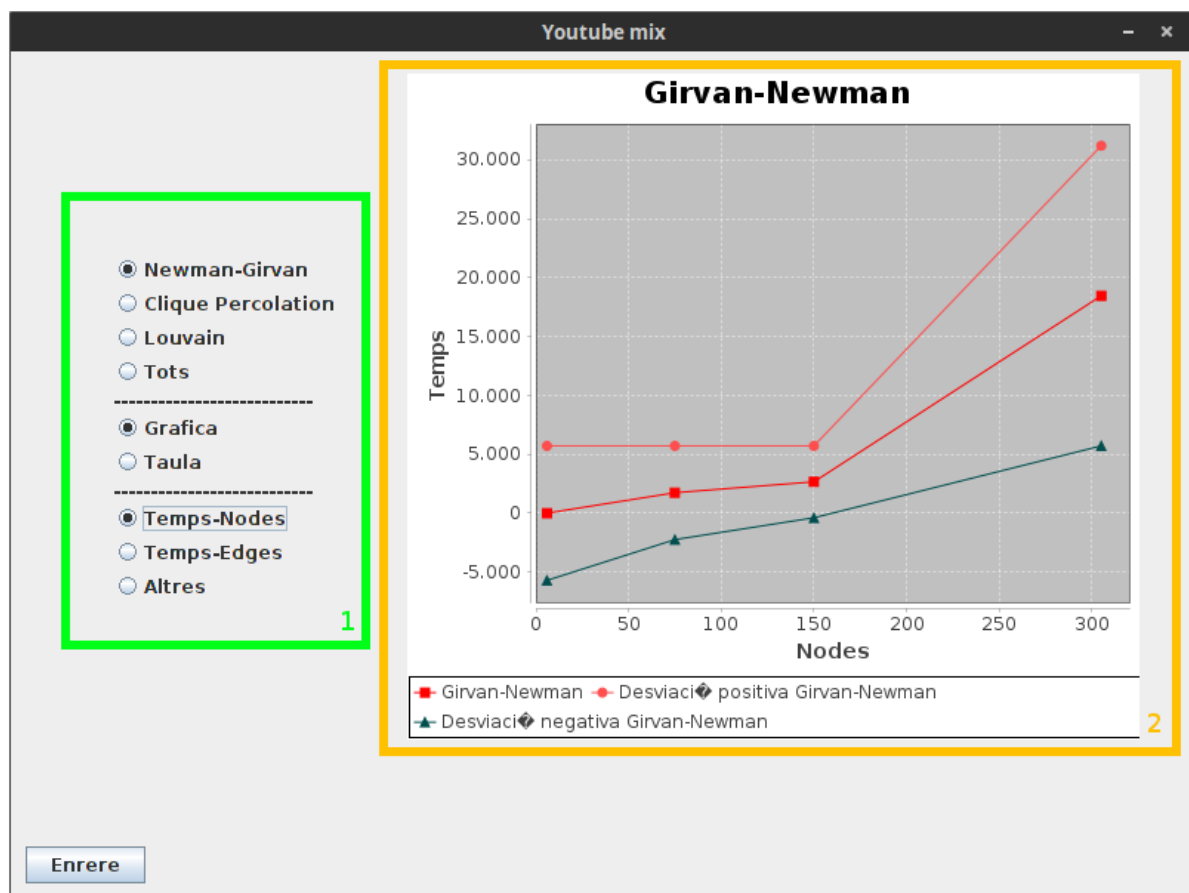 Youtube mix
Newman-Girvan
Clique Percolation
Louvain
Tots
--------------------------
Grafica
Taula
--------------------------
Temps-Nodes
Temps-Edges
Altres
1
Girvan-Newman
Temps
30.000
25.000
20.000
15.000
10.000
5.000
0
-5.000
0 50 100 150 200 250 300
Nodes
Girvan-Newman Desviaci� positiva Girvan-Newman
Desviaci� negativa Girvan-Newman
2
Enrere